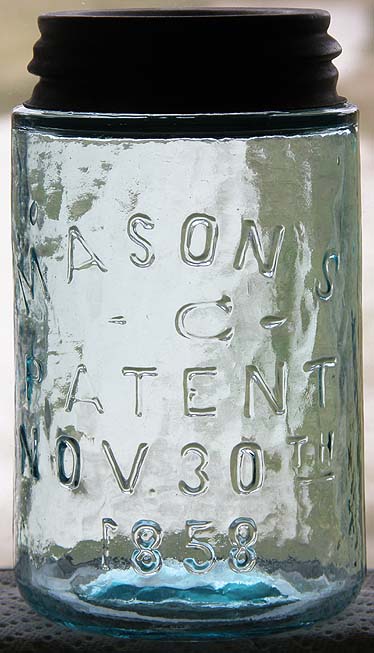 MASON'S
- C -
PATENT
NOV 30TH
1858